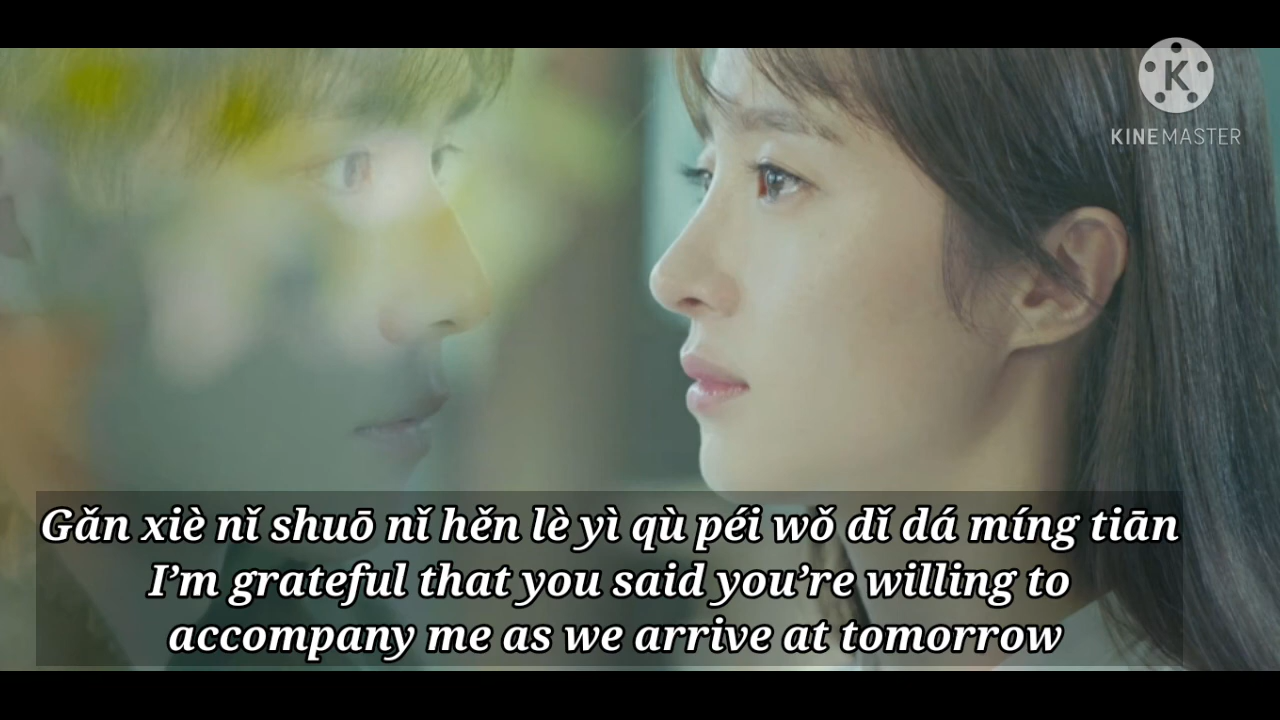 KINEMASTER
Gǎn xiè nǐ shuō nǐ hěn lè yì qù péi wǒ dǐ dá míng tiān
I’m grateful that you said you’re willing to
accompany me as we arrive at tomorrow